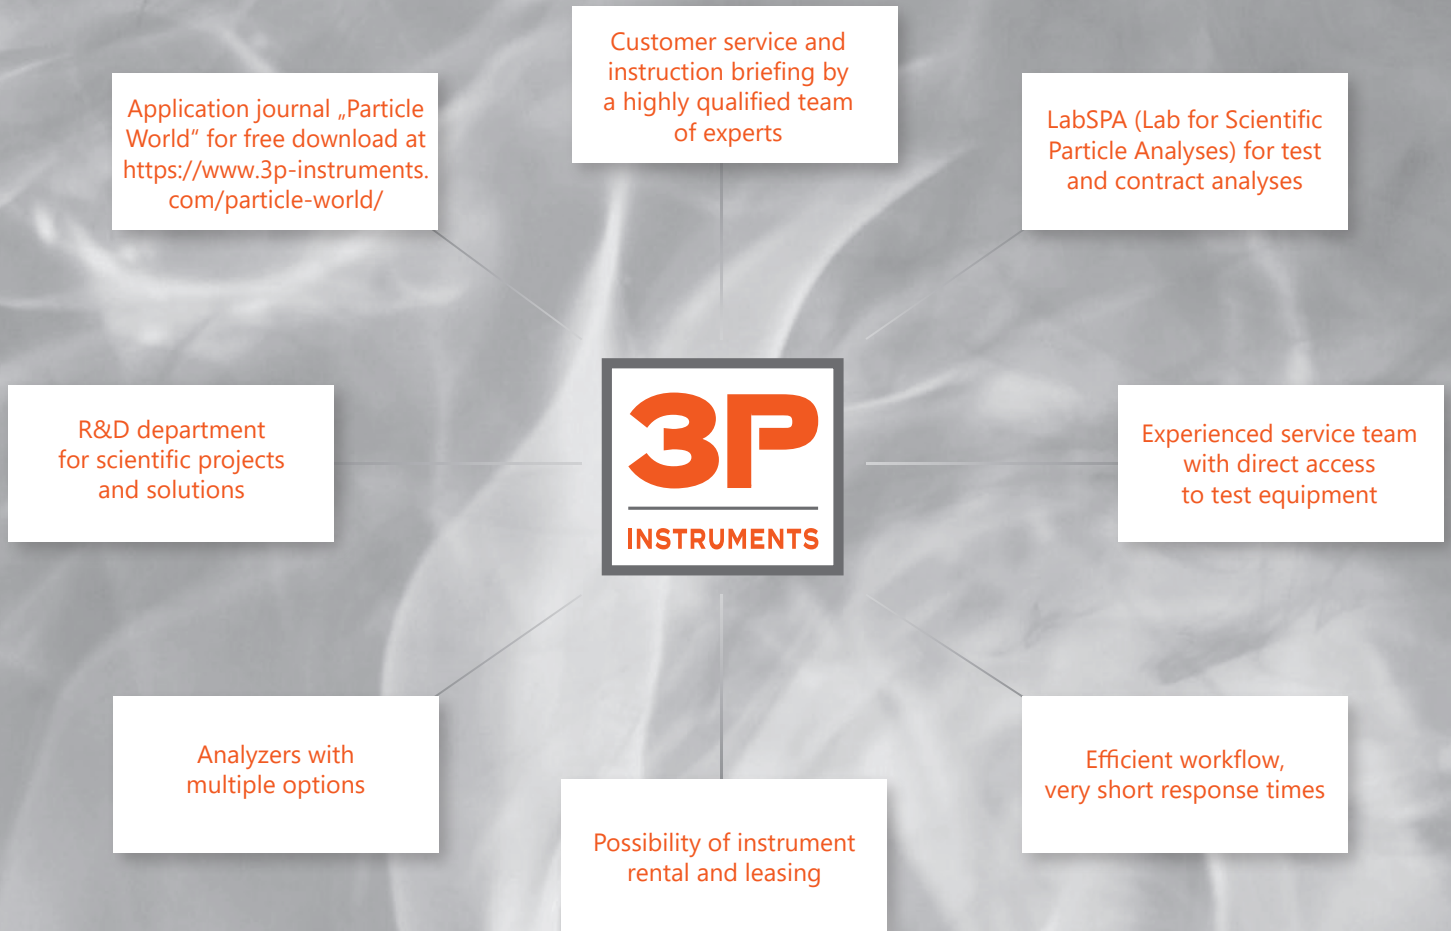 Customer service and
instruction briefing by
a highly qualified team
of experts
Application journal „Particle
World“ for free download at
https://www.3p-instruments.
com/particle-world/
LabSPA (Lab for Scientific
Particle Analyses) for test
and contract analyses
R&D department
for scientific projects
and solutions
3P
INSTRUMENTS
Experienced service team
with direct access
to test equipment
Analyzers with
multiple options
Efficient workflow,
very short response times
Possibility of instrument
rental and leasing